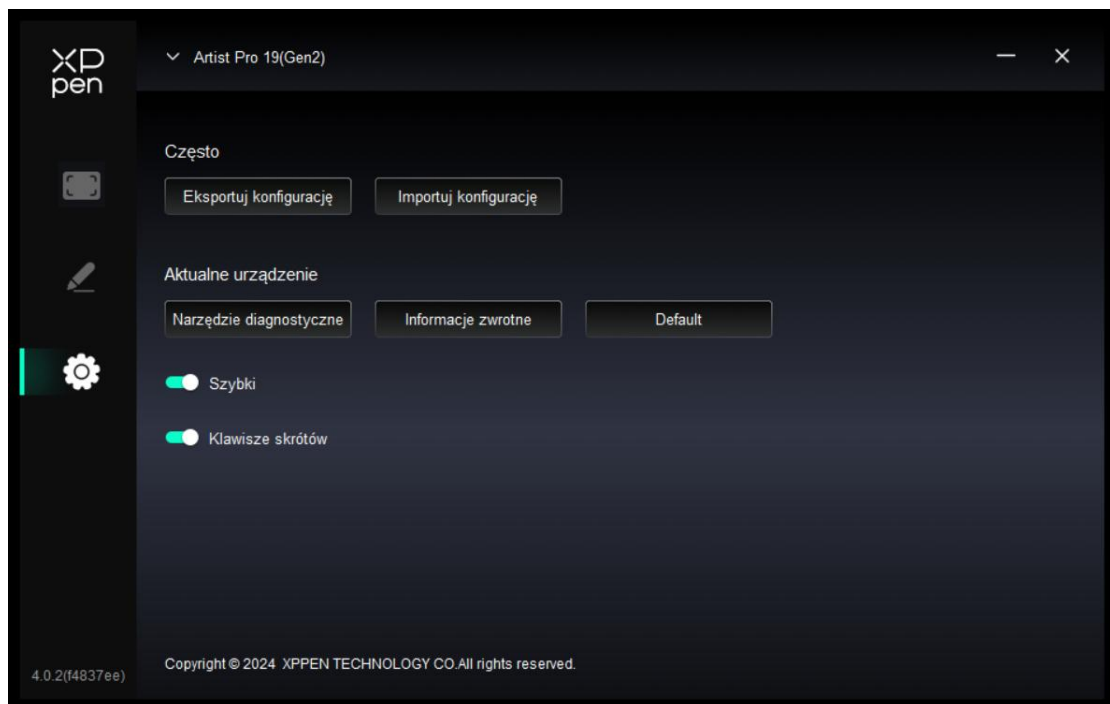 XP
pen
Artist Pro 19(Gen2)
Często
Eksportuj konfigurację
Importuj konfigurację
Aktualne urządzenie
Narzędzie diagnostyczne
Informacje zwrotne
Default
Szybki
Klawisze skrótów
Copyright © 2024 XPPEN TECHNOLOGY CO.All rights reserved.
4.0.2(f4837ee)